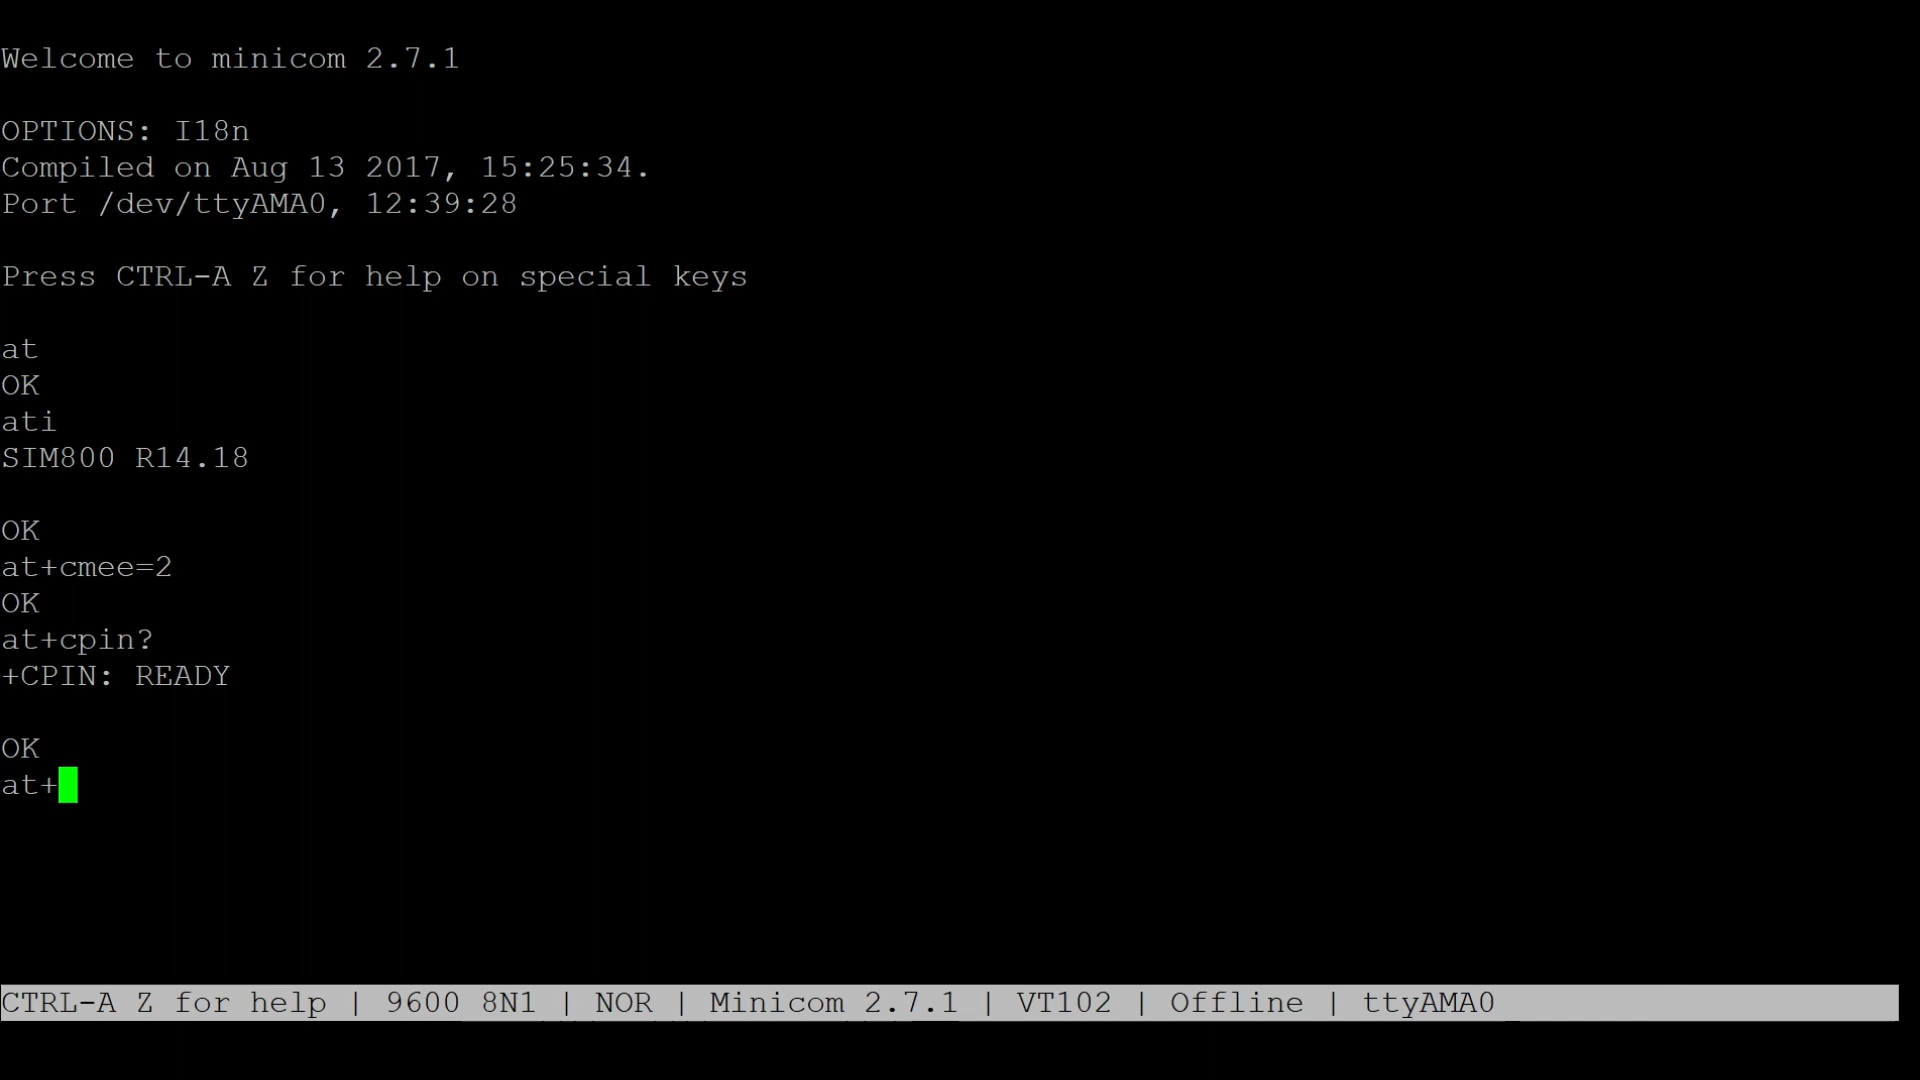 Welcome to minicom 2.7.1
OPTIONS: I18n
Compiled on Aug 13 2017, 15:25:34.
Port /dev/ttyAMA0, 12:39:28
Press CTRL-A Z for help on special keys
at
OK
ati
SIM800 R14.18
OK
at+cmee=2
OK
at+cpin?
+CPIN: READY
OK
at+
CTRL-A Z for help | 9600 8N1 | NOR | Minicom 2.7.1 | VT102 | Offline | ttyAMA0